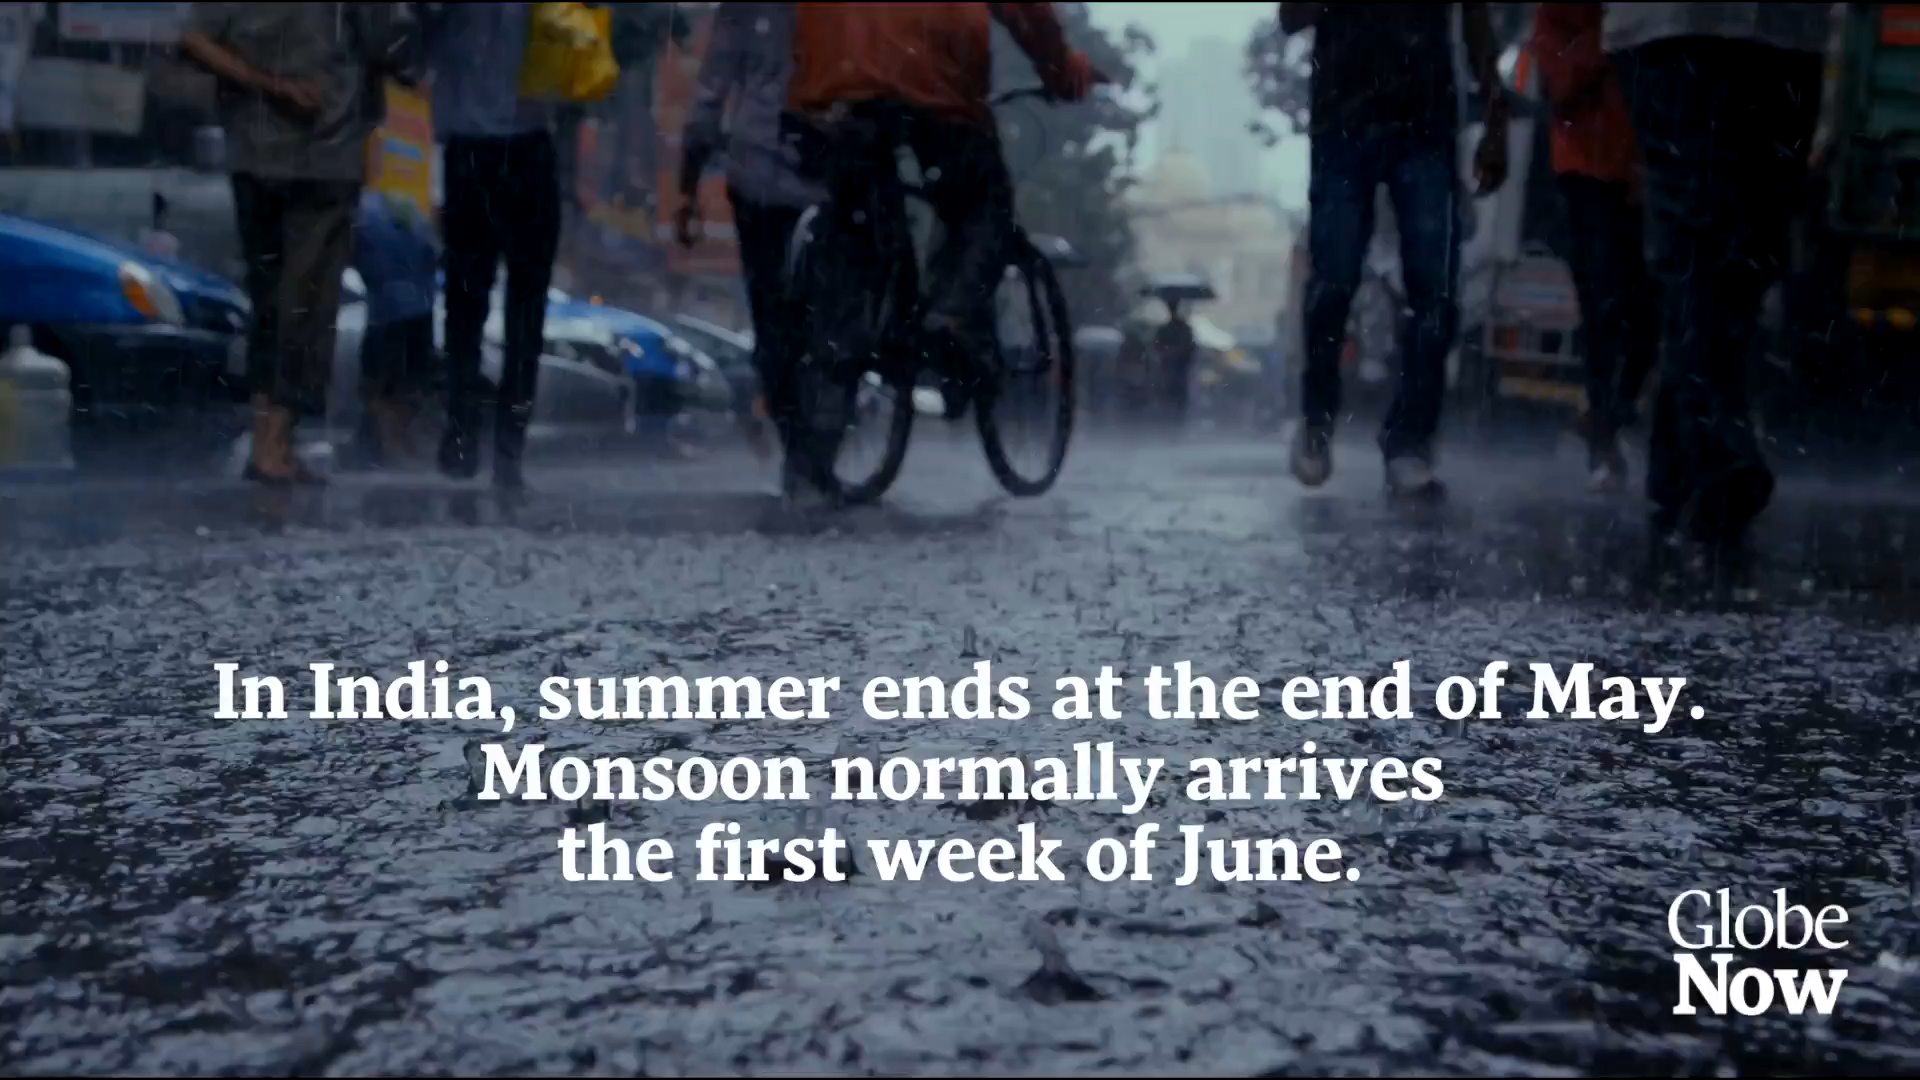 In India, summer ends at the end of May.
Monsoon normally arrives
the first week of June.
Globe
Now